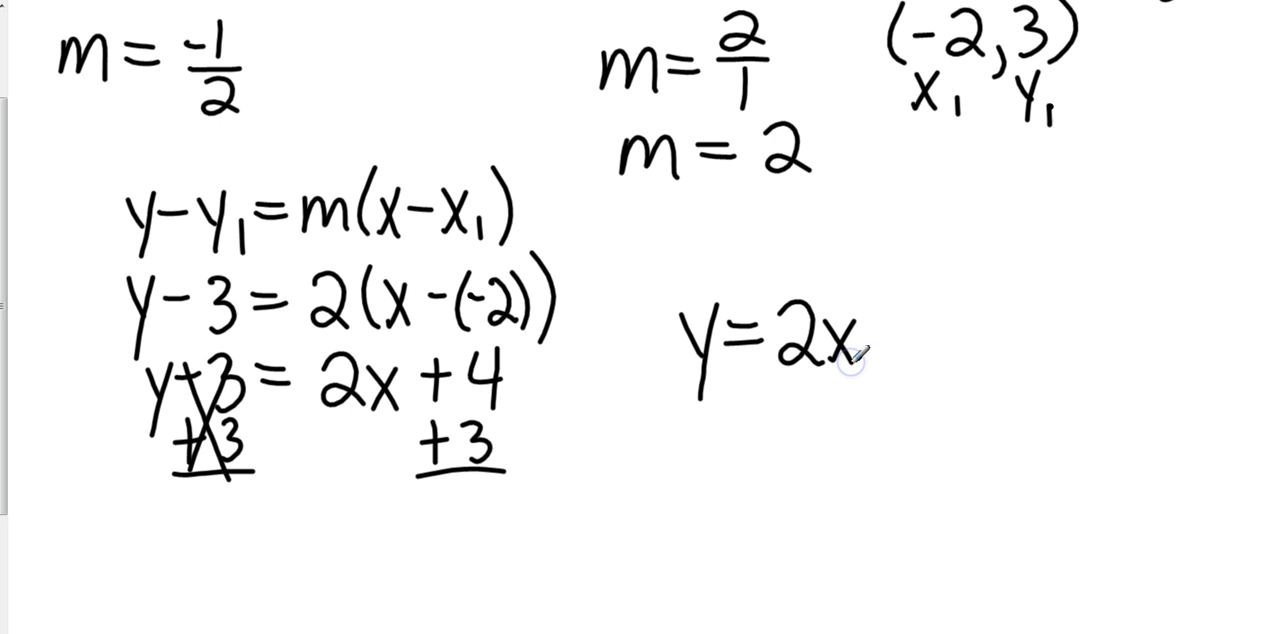 m = -1/2
m = 2/1
(-2, 3)
x₁ y₁
m = 2
y - y₁ = m(x - x₁)
y - 3 = 2(x - (-2))
y - 3 = 2x + 4
+3 +3
y = 2x